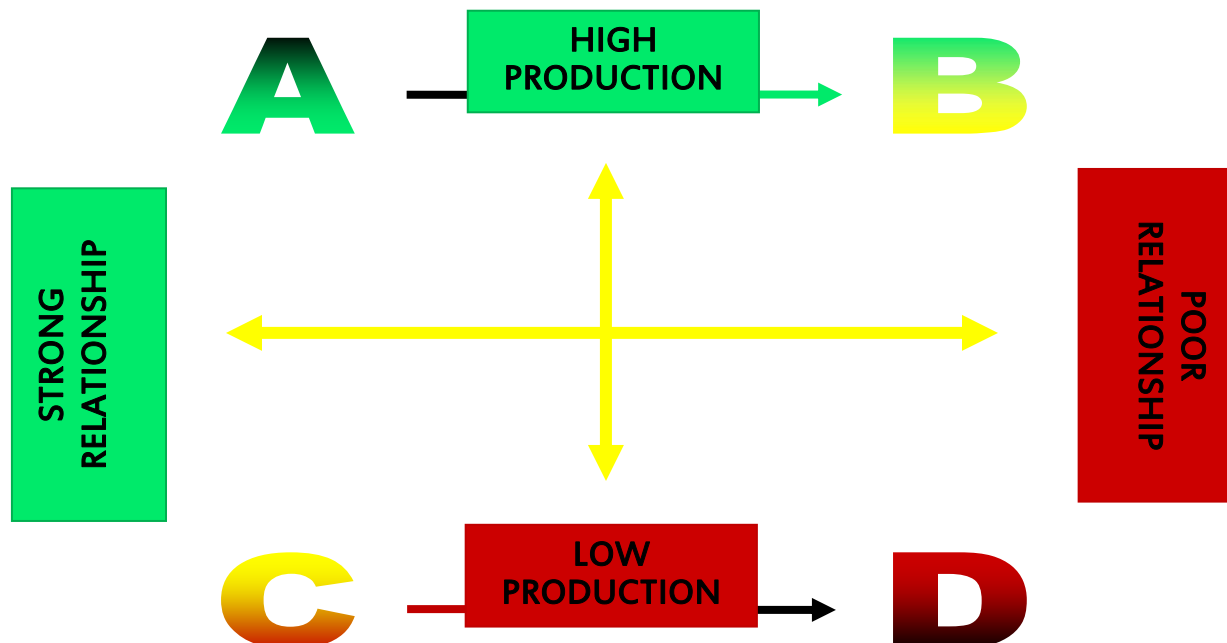 A
HIGH
PRODUCTION
B
STRONG
RELATIONSHIP
POOR
RELATIONSHIP
C
LOW
PRODUCTION
D